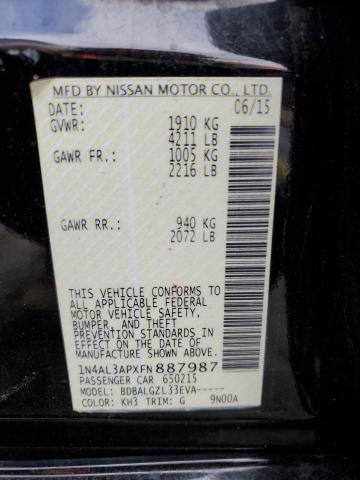 MFD BY NISSAN MOTOR CO., LTD.
DATE: 06/15
GVWR: 1910 KG
4211 LB
GAWR FR: 1005 KG
2216 LB
GAWR RR: 940 KG
2072 LB
THIS VEHICLE CONFORMS TO
ALL APPLICABLE FEDERAL
MOTOR VEHICLE SAFETY,
BUMPER, AND THEFT
PREVENTION STANDARDS
IN EFFECT ON THE DATE OF
MANUFACTURE SHOWN ABOVE.
1N4AL3APXFN887987
PASSENGER CAR 650215
MODEL: BDBALGZL33EVA-----
COLOR: KH3 TRIM: G 9N00A